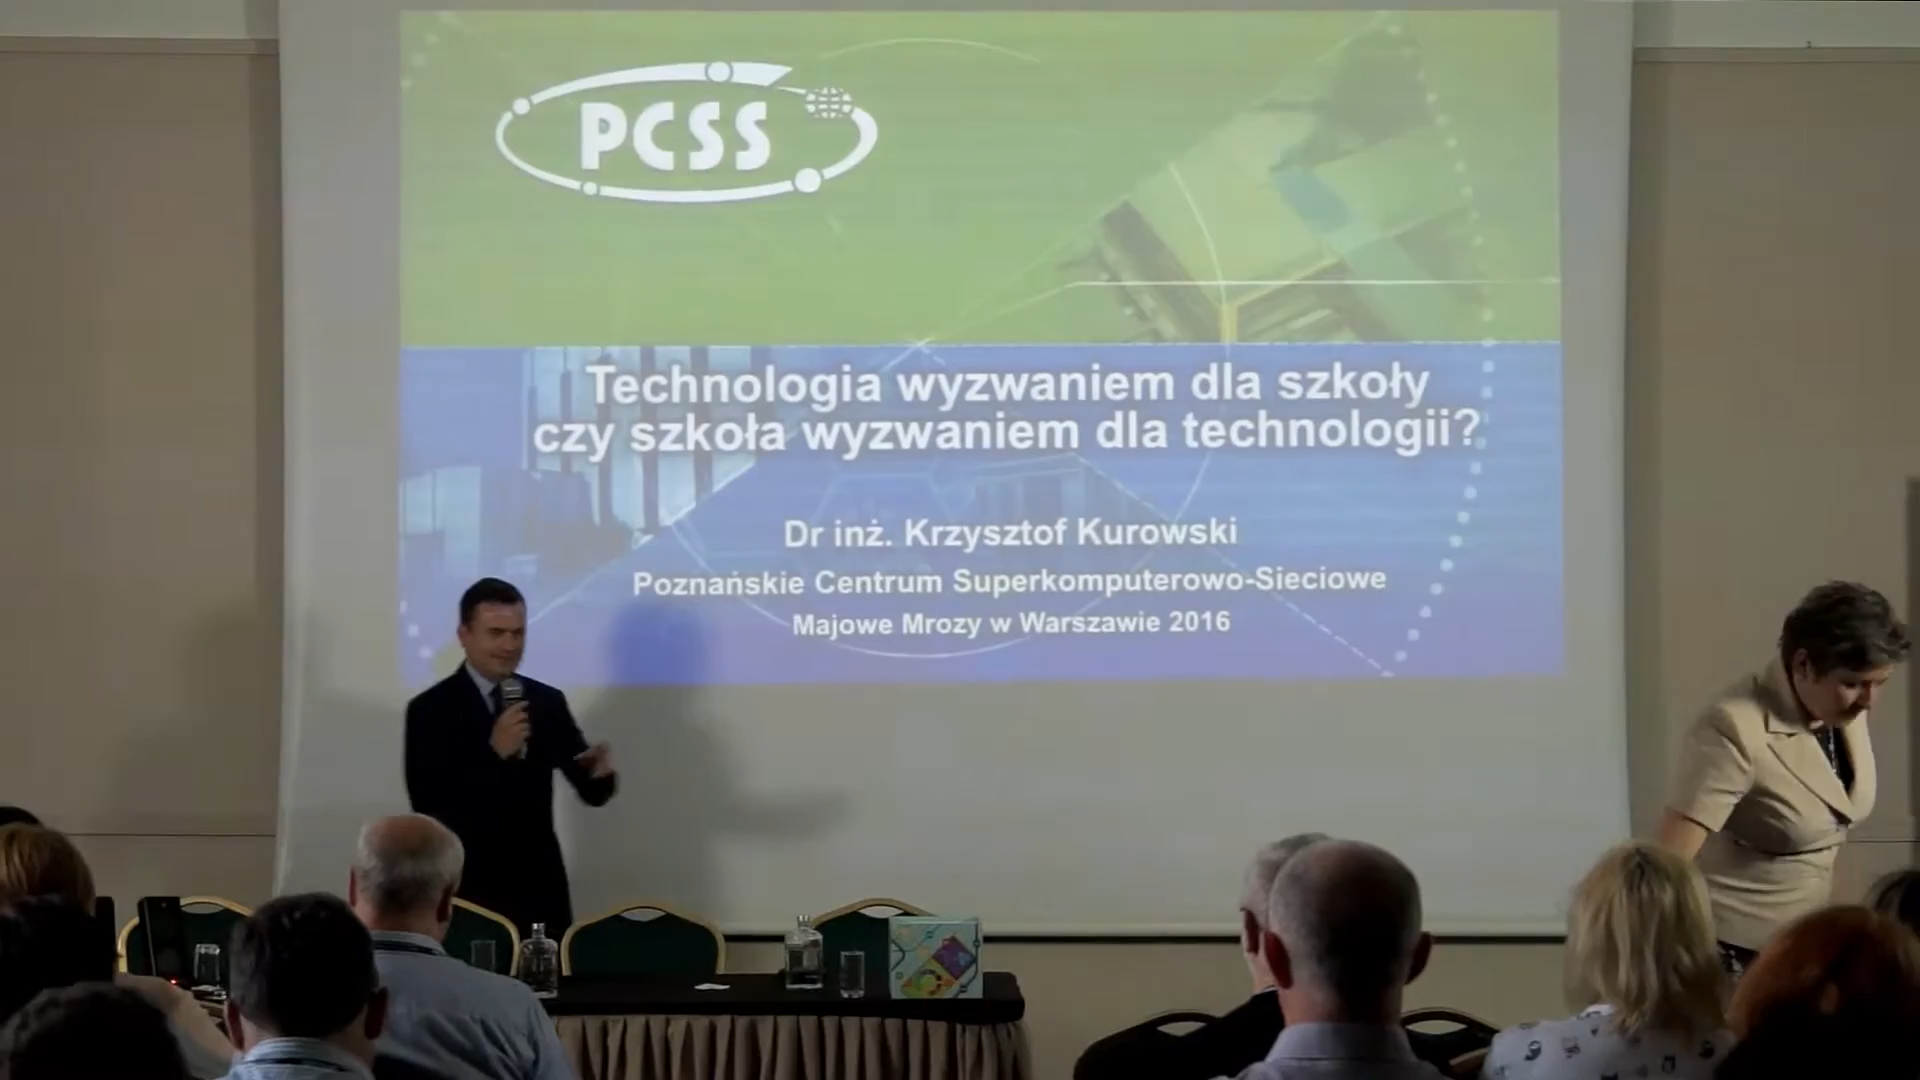 PCSS
Technologia wyzwaniem dla szkoły
czy szkoła wyzwaniem dla technologii?
Dr inż. Krzysztof Kurowski
Poznańskie Centrum Superkomputerowo-Sieciowe
Majowe Mrozy w Warszawie 2016